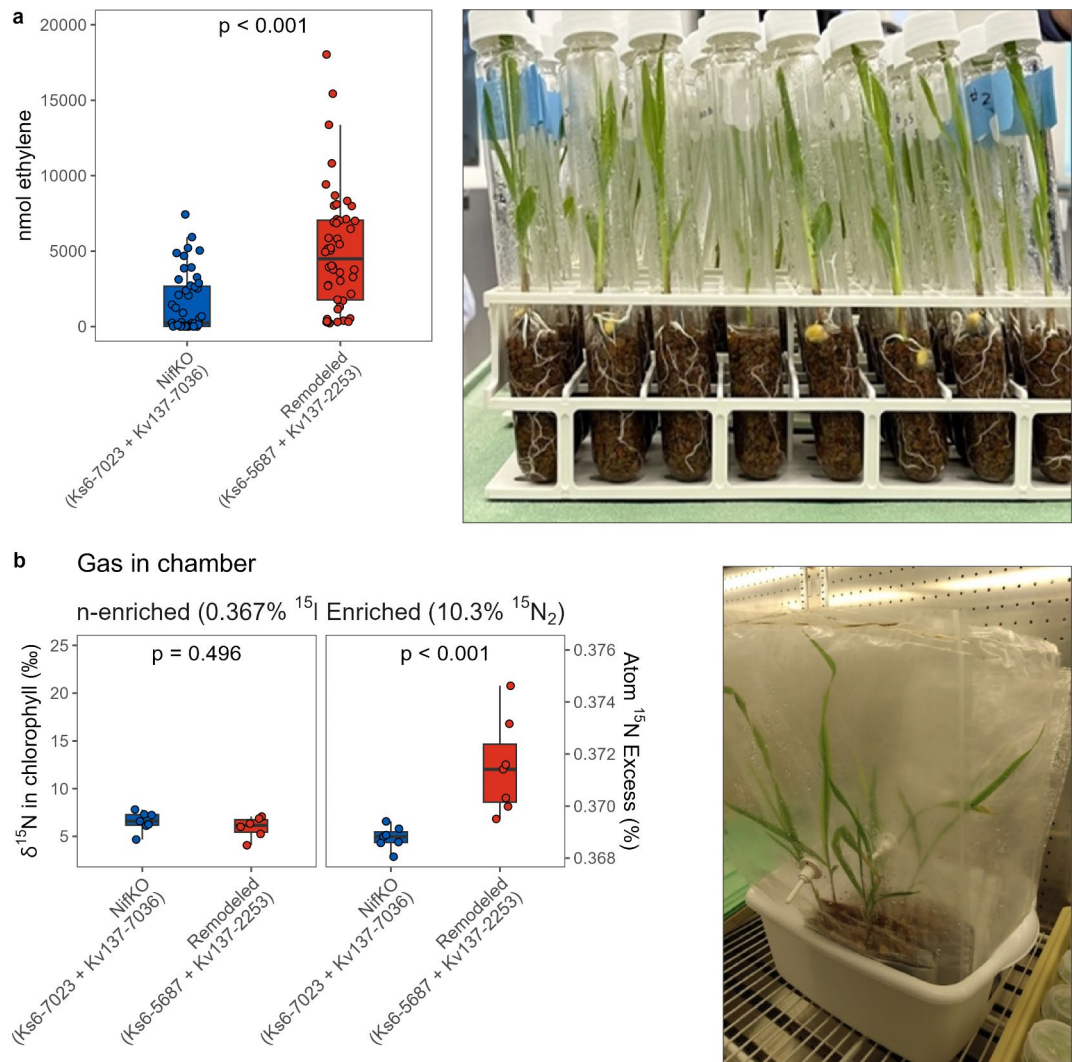 a
20000
15000
10000
5000
0
nmol ethylene
p < 0.001
NifKO
(Ks6-7023 + Kv137-7036)
Remodeled
(Ks6-5687 + Kv137-2253)
#2
b
Gas in chamber
n-enriched (0.367% ¹⁵I Enriched (10.3% ¹⁵N₂)
25
20
15
10
5
δ¹⁵N in chlorophyll (‰)
p = 0.496
p < 0.001
0.376
0.374
0.372
0.370
0.368
Atom ¹⁵N Excess (%)
NifKO
(Ks6-7023 + Kv137-7036)
Remodeled
(Ks6-5687 + Kv137-2253)
NifKO
(Ks6-7023 + Kv137-7036)
Remodeled
(Ks6-5687 + Kv137-2253)